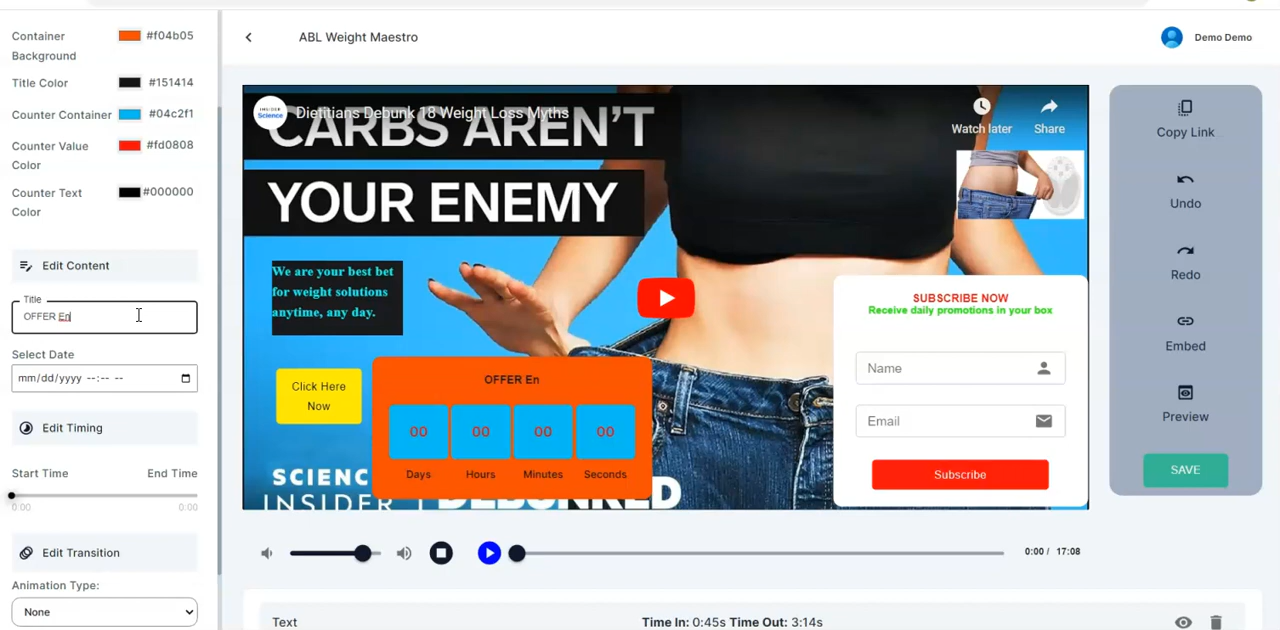 Container
Background
#f04b05
Title Color
#151414
Counter Container
#04c2f1
Counter Value
Color
#fd0808
Counter Text
Color
#000000
Edit Content
Title
OFFER En
Select Date
mm/dd/yyyy --:-- --
Edit Timing
Start Time
End Time
0:00
0:00
Edit Transition
Animation Type:
None
ABL Weight Maestro
Demo Demo
INSIDER
Science
Dietitians Debunk 18 Weight Loss Myths
Watch later
Share
CARBS AREN'T
YOUR ENEMY
We are your best bet
for weight solutions
anytime, any day.
Click Here
Now
OFFER En
00 00 00 00
Days Hours Minutes Seconds
SCIENC
INSIDER
DEBUNKED
SUBSCRIBE NOW
Receive daily promotions in your box
Name
Email
Subscribe
0:00 / 17:08
Text
Time In: 0:45s Time Out: 3:14s
Copy Link
Undo
Redo
Embed
Preview
SAVE